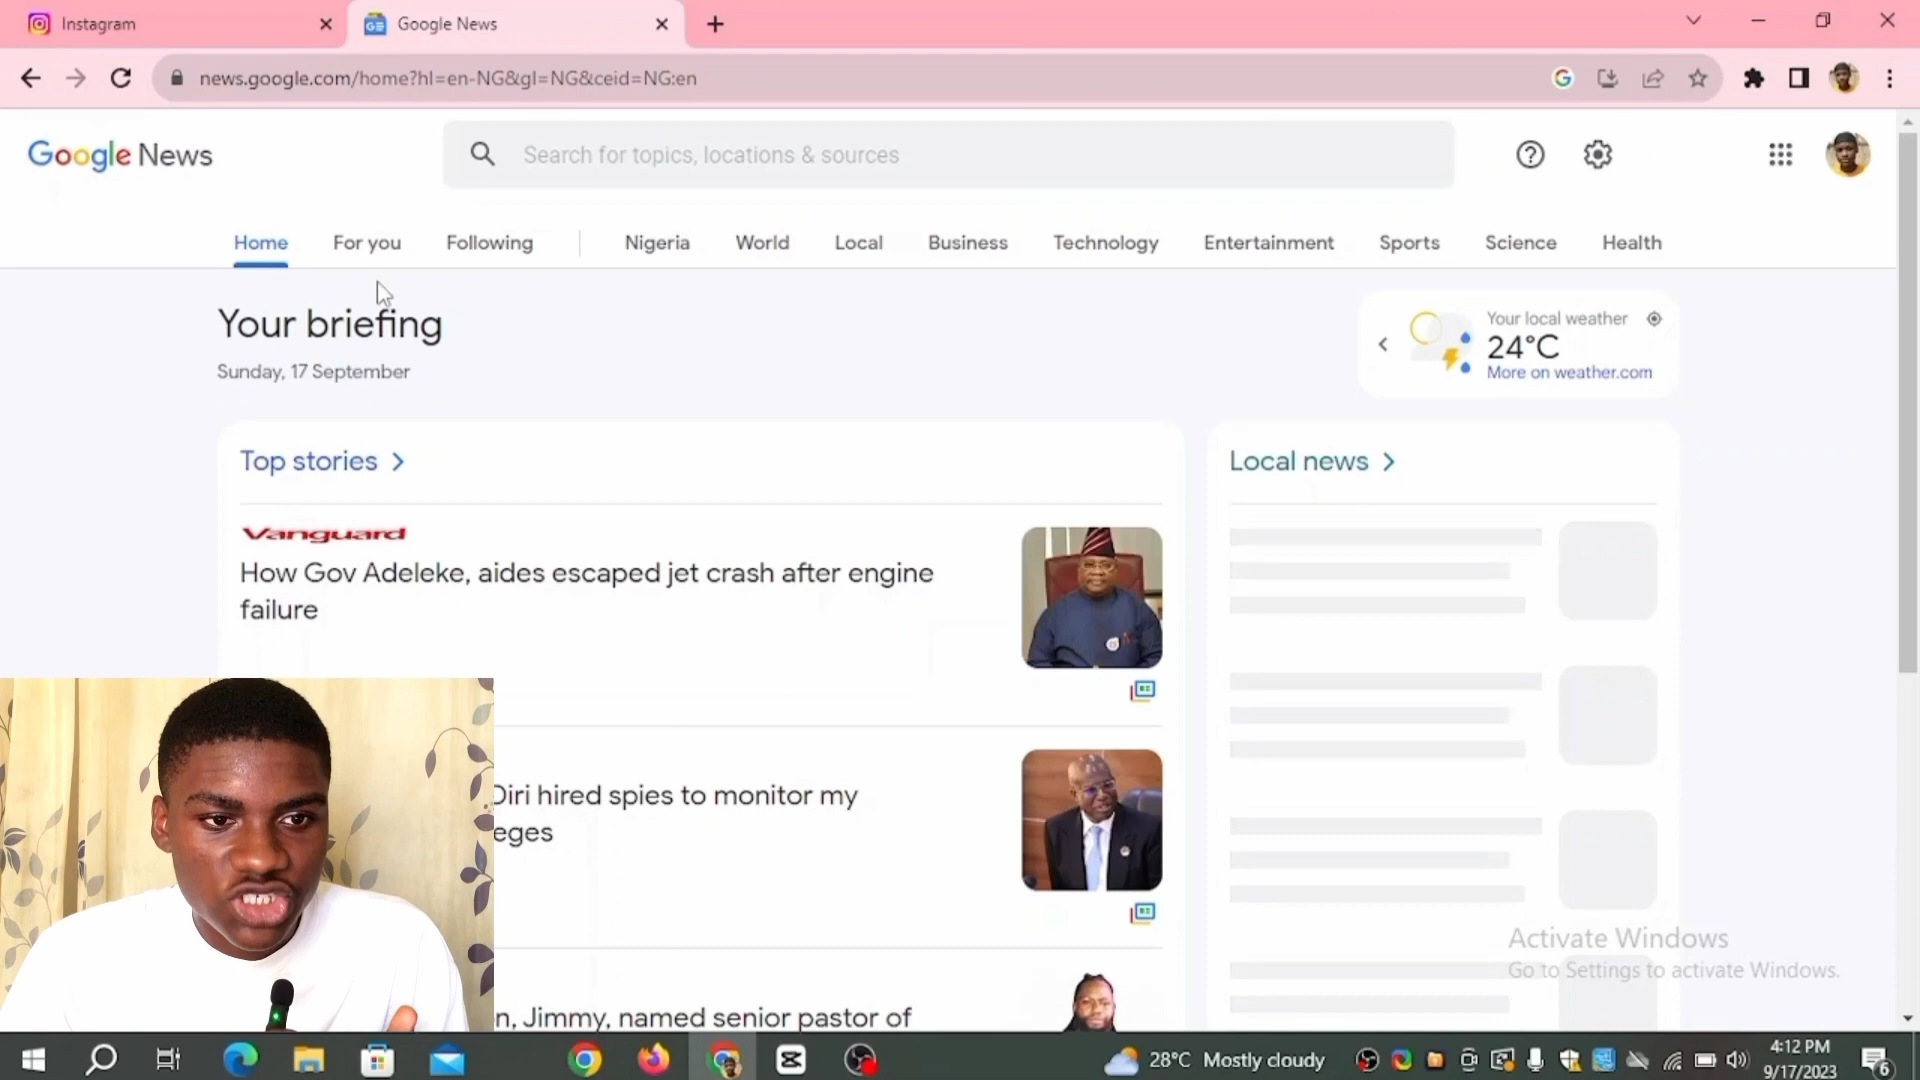 Instagram
Google News
news.google.com/home?hl=en-NG&gl=NG&ceid=NG:en
Google News
Search for topics, locations & sources
Home For you Following Nigeria World Local Business Technology Entertainment Sports Science Health
Your briefing
Sunday, 17 September
Your local weather
24°C
More on weather.com
Top stories
Local news
Vanguard
How Gov Adeleke, aides escaped jet crash after engine
failure
Diri hired spies to monitor my
eges
n, Jimmy, named senior pastor of
Activate Windows
Go to Settings to activate Windows.
28°C Mostly cloudy
4:12 PM
9/17/2023
6